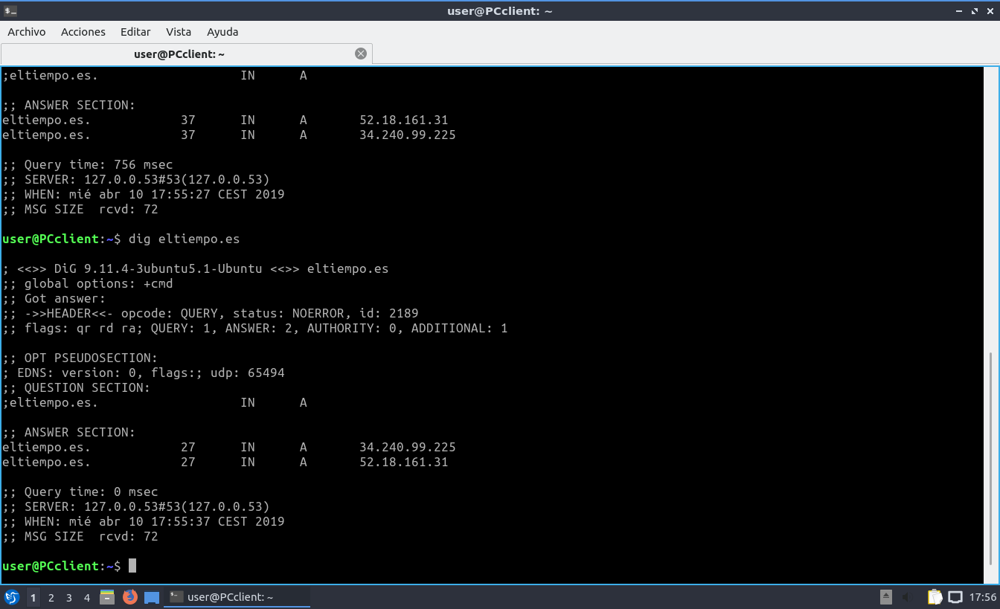 user@PCclient: ~
Archivo Acciones Editar Vista Ayuda
user@PCclient: ~
;eltiempo.es. IN A
;; ANSWER SECTION:
eltiempo.es. 37 IN A 52.18.161.31
eltiempo.es. 37 IN A 34.240.99.225
;; Query time: 756 msec
;; SERVER: 127.0.0.53#53(127.0.0.53)
;; WHEN: mié abr 10 17:55:27 CEST 2019
;; MSG SIZE  rcvd: 72
user@PCclient:~$ dig eltiempo.es
; <<>> DiG 9.11.4-3ubuntu5.1-Ubuntu <<>> eltiempo.es
;; global options: +cmd
;; Got answer:
;; ->>HEADER<<- opcode: QUERY, status: NOERROR, id: 2189
;; flags: qr rd ra; QUERY: 1, ANSWER: 2, AUTHORITY: 0, ADDITIONAL: 1
;; OPT PSEUDOSECTION:
; EDNS: version: 0, flags:; udp: 65494
;; QUESTION SECTION:
;eltiempo.es. IN A
;; ANSWER SECTION:
eltiempo.es. 27 IN A 34.240.99.225
eltiempo.es. 27 IN A 52.18.161.31
;; Query time: 0 msec
;; SERVER: 127.0.0.53#53(127.0.0.53)
;; WHEN: mié abr 10 17:55:37 CEST 2019
;; MSG SIZE  rcvd: 72
user@PCclient:~$
1 2 3 4 user@PCclient: ~ 17:56